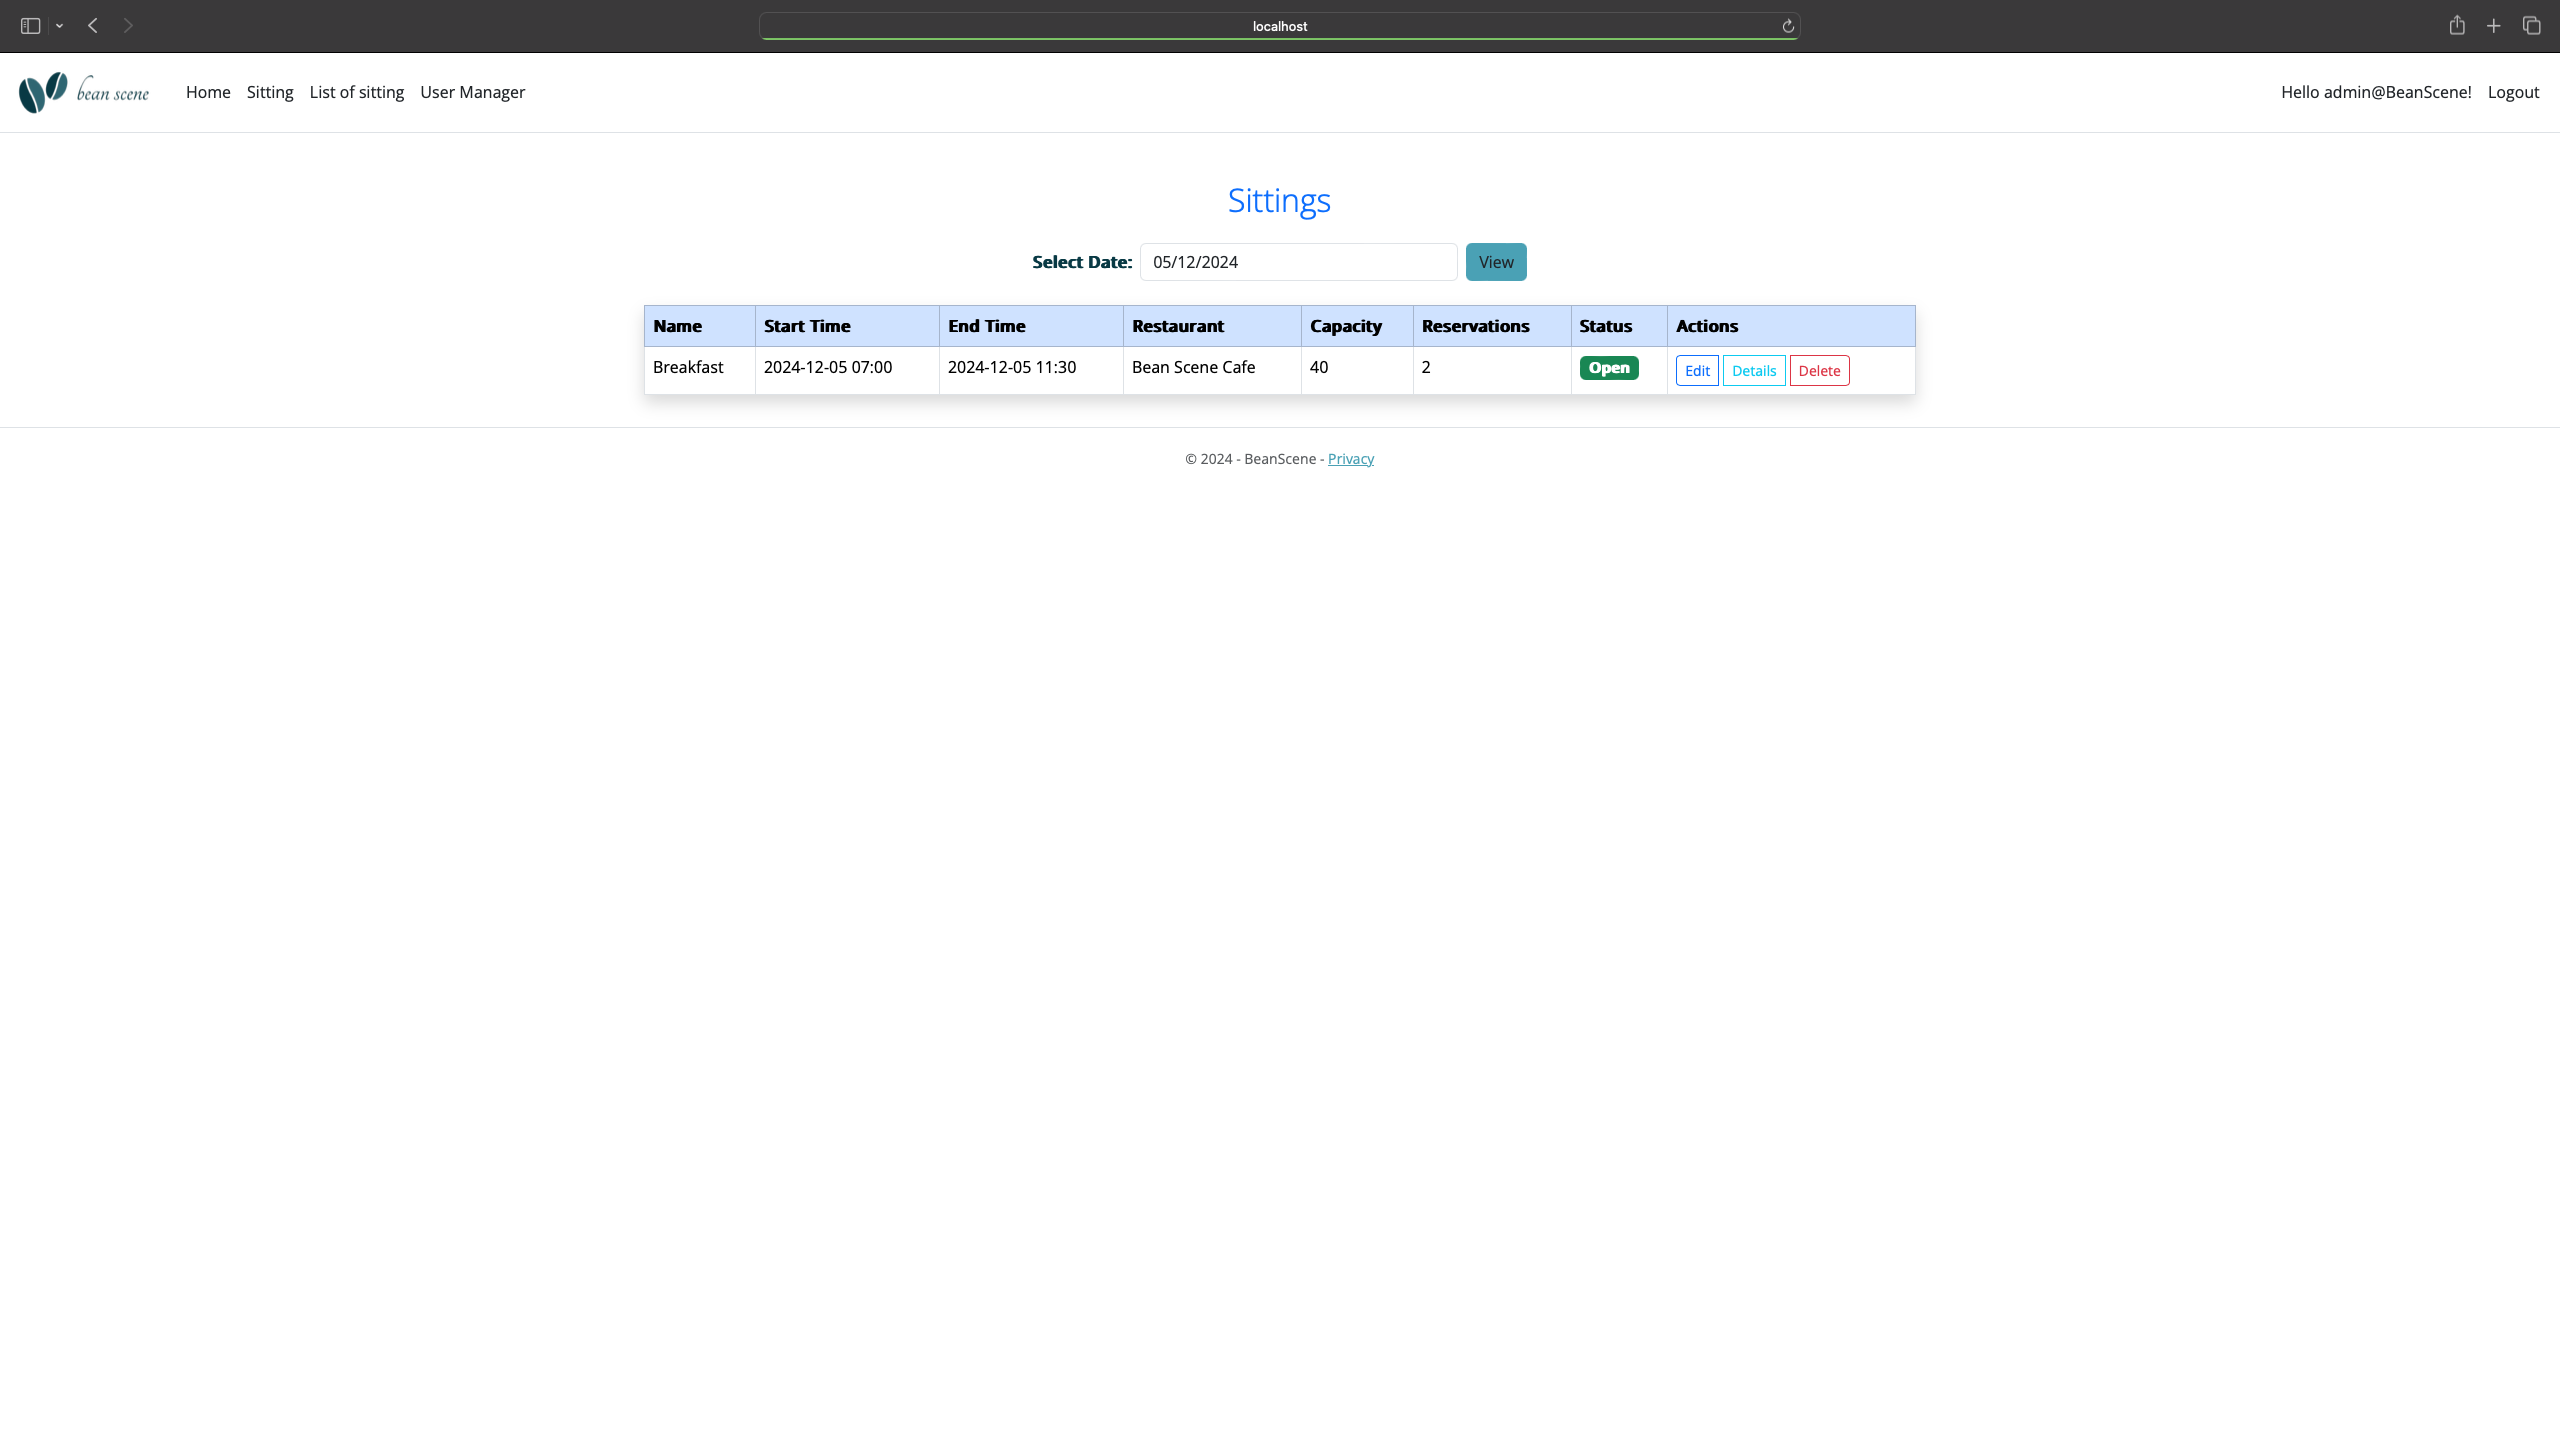 localhost
bean scene Home Sitting List of sitting User Manager Hello admin@BeanScene! Logout
Sittings
Select Date: 05/12/2024 View
Name Start Time End Time Restaurant Capacity Reservations Status Actions
Breakfast 2024-12-05 07:00 2024-12-05 11:30 Bean Scene Cafe 40 2 Open Edit Details Delete
© 2024 - BeanScene - Privacy